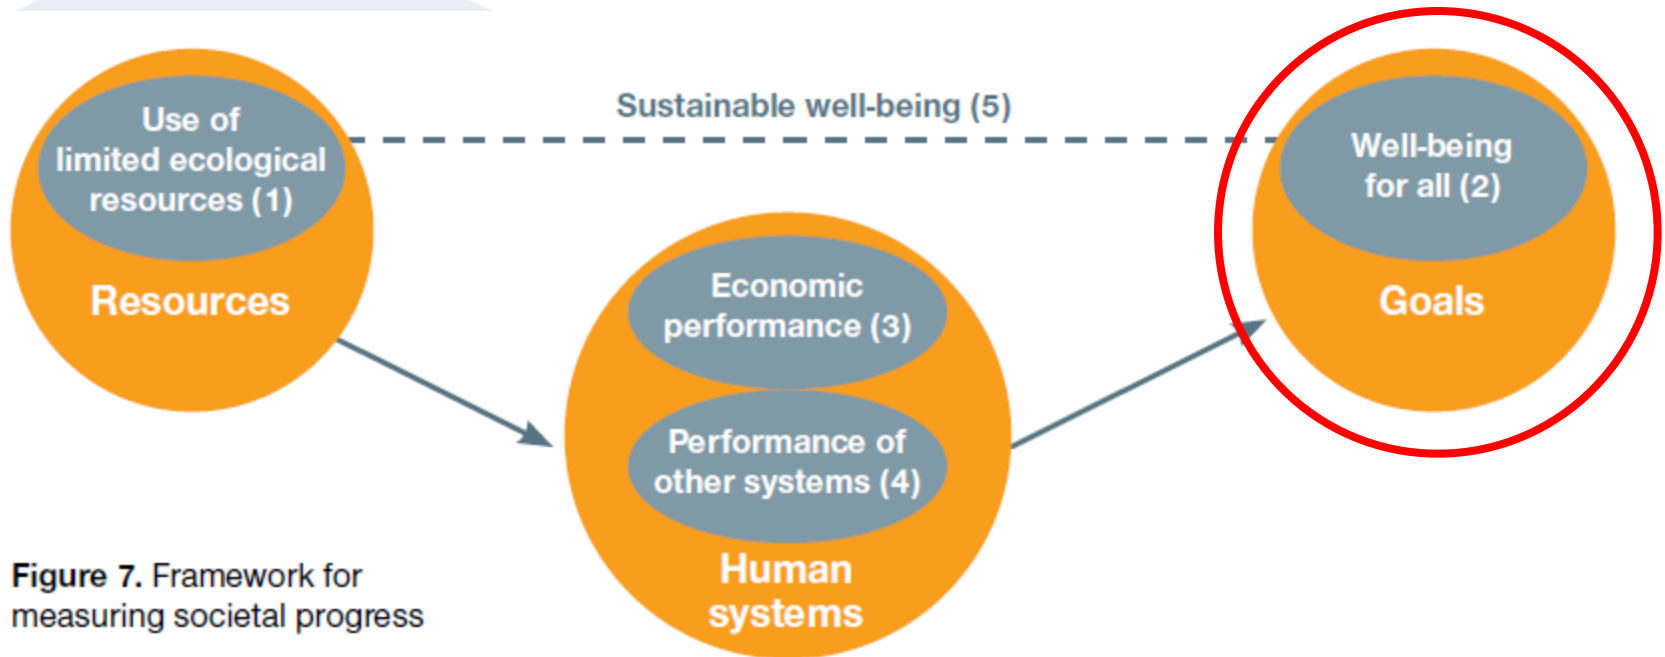 Use of
limited ecological
resources (1)
Resources
Sustainable well-being (5)
Well-being
for all (2)
Goals
Economic
performance (3)
Performance of
other systems (4)
Human
systems
Figure 7. Framework for
measuring societal progress